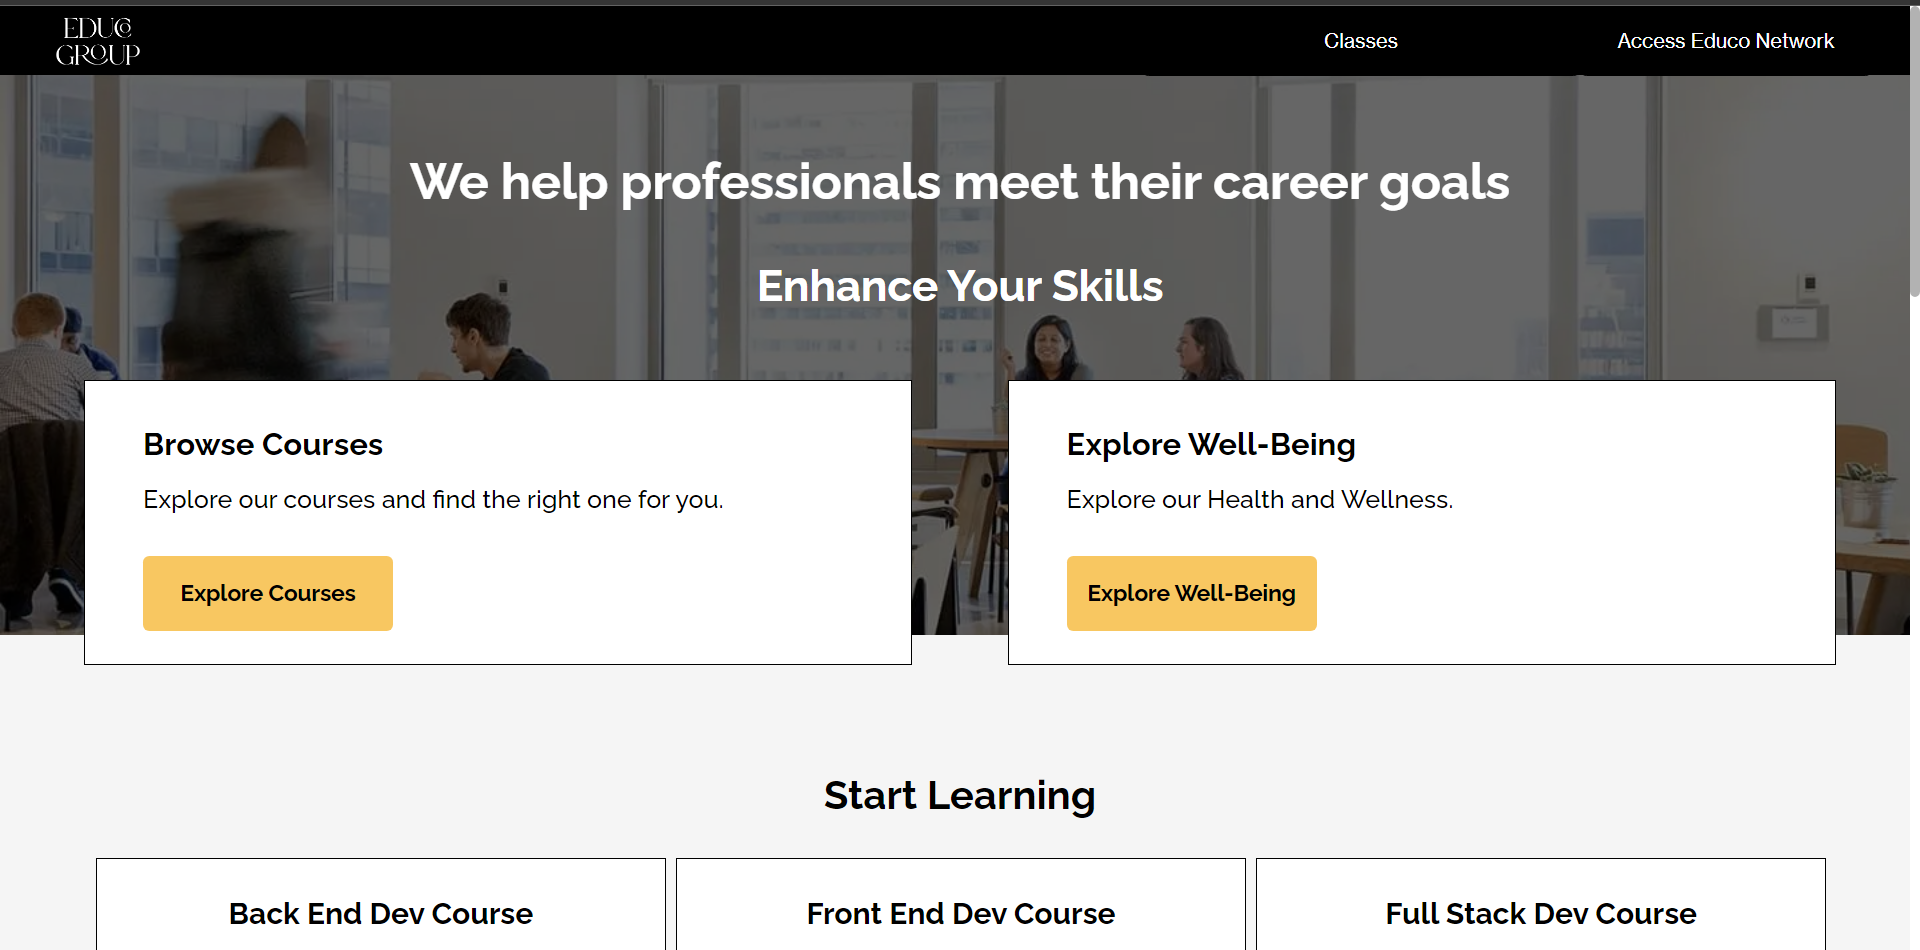 EDUCO
GROUP
Classes
Access Educo Network
We help professionals meet their career goals
Enhance Your Skills
Browse Courses
Explore our courses and find the right one for you.
Explore Courses
Explore Well-Being
Explore our Health and Wellness.
Explore Well-Being
Start Learning
Back End Dev Course
Front End Dev Course
Full Stack Dev Course